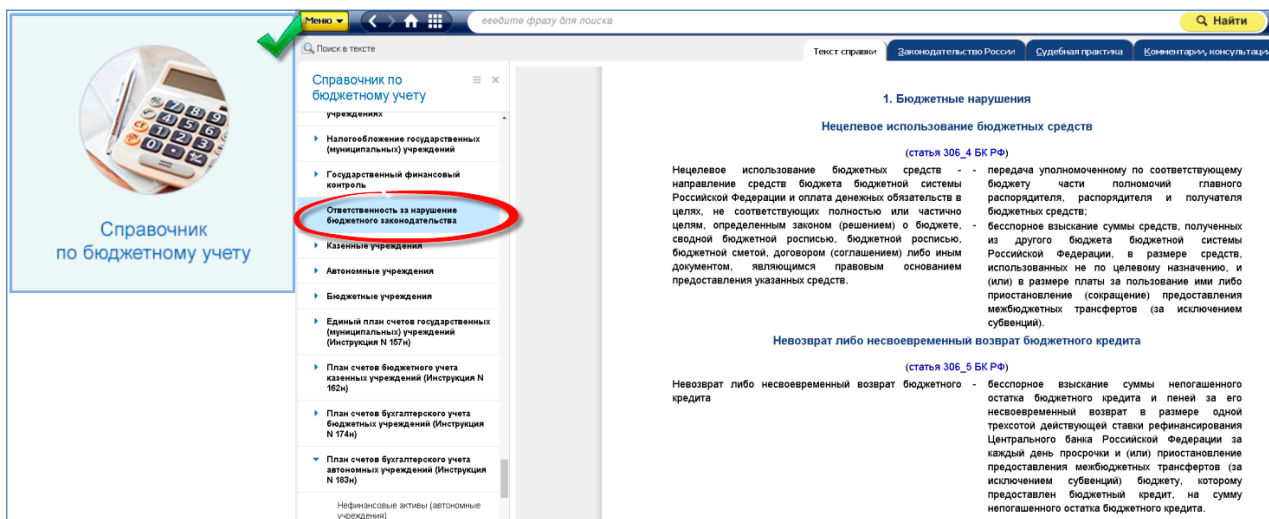 Справочник
по бюджетному учету
Меню
введите фразу для поиска
Найти
Поиск в тексте
Текст справки
Законодательство России
Судебная практика
Комментарии, консультаци
Справочник по
бюджетному учету
учреждениях
Налогообложение государственных
(муниципальных) учреждений
Государственный финансовый
контроль
Ответственность за нарушение
бюджетного законодательства
Казенные учреждения
Автономные учреждения
Бюджетные учреждения
Единый план счетов государственных
(муниципальных) учреждений
(Инструкция N 157н)
План счетов бюджетного учета
казенных учреждений (Инструкция N
162н)
План счетов бухгалтерского учета
бюджетных учреждений (Инструкция
N 174н)
План счетов бухгалтерского учета
автономных учреждений (Инструкция
N 183н)
Нефинансовые активы (автономные
учреждения)
1. Бюджетные нарушения
Нецелевое использование бюджетных средств
(статья 306_4 БК РФ)
Нецелевое использование бюджетных средств -
направление средств бюджета бюджетной системы
Российской Федерации и оплата денежных обязательств в
целях, не соответствующих полностью или частично
целям, определенным законом (решением) о бюджете,
сводной бюджетной росписью, бюджетной росписью,
бюджетной сметой, договором (соглашением) либо иным
документом, являющимся правовым основанием
предоставления указанных средств.
- передача уполномоченному по соответствующему
бюджету части полномочий главного
распорядителя, распорядителя и получателя
бюджетных средств;
- бесспорное взыскание суммы средств, полученных
из другого бюджета бюджетной системы
Российской Федерации, в размере средств,
использованных не по целевому назначению, и
(или) в размере платы за пользование ими либо
приостановление (сокращение) предоставления
межбюджетных трансфертов (за исключением
субвенций).
Невозврат либо несвоевременный возврат бюджетного кредита
(статья 306_5 БК РФ)
Невозврат либо несвоевременный возврат бюджетного
кредита
- бесспорное взыскание суммы непогашенного
остатка бюджетного кредита и пеней за его
несвоевременный возврат в размере одной
трехсотой действующей ставки рефинансирования
Центрального банка Российской Федерации за
каждый день просрочки и (или) приостановление
предоставления межбюджетных трансфертов (за
исключением субвенций) бюджету, которому
предоставлен бюджетный кредит, на сумму
непогашенного остатка бюджетного кредита.